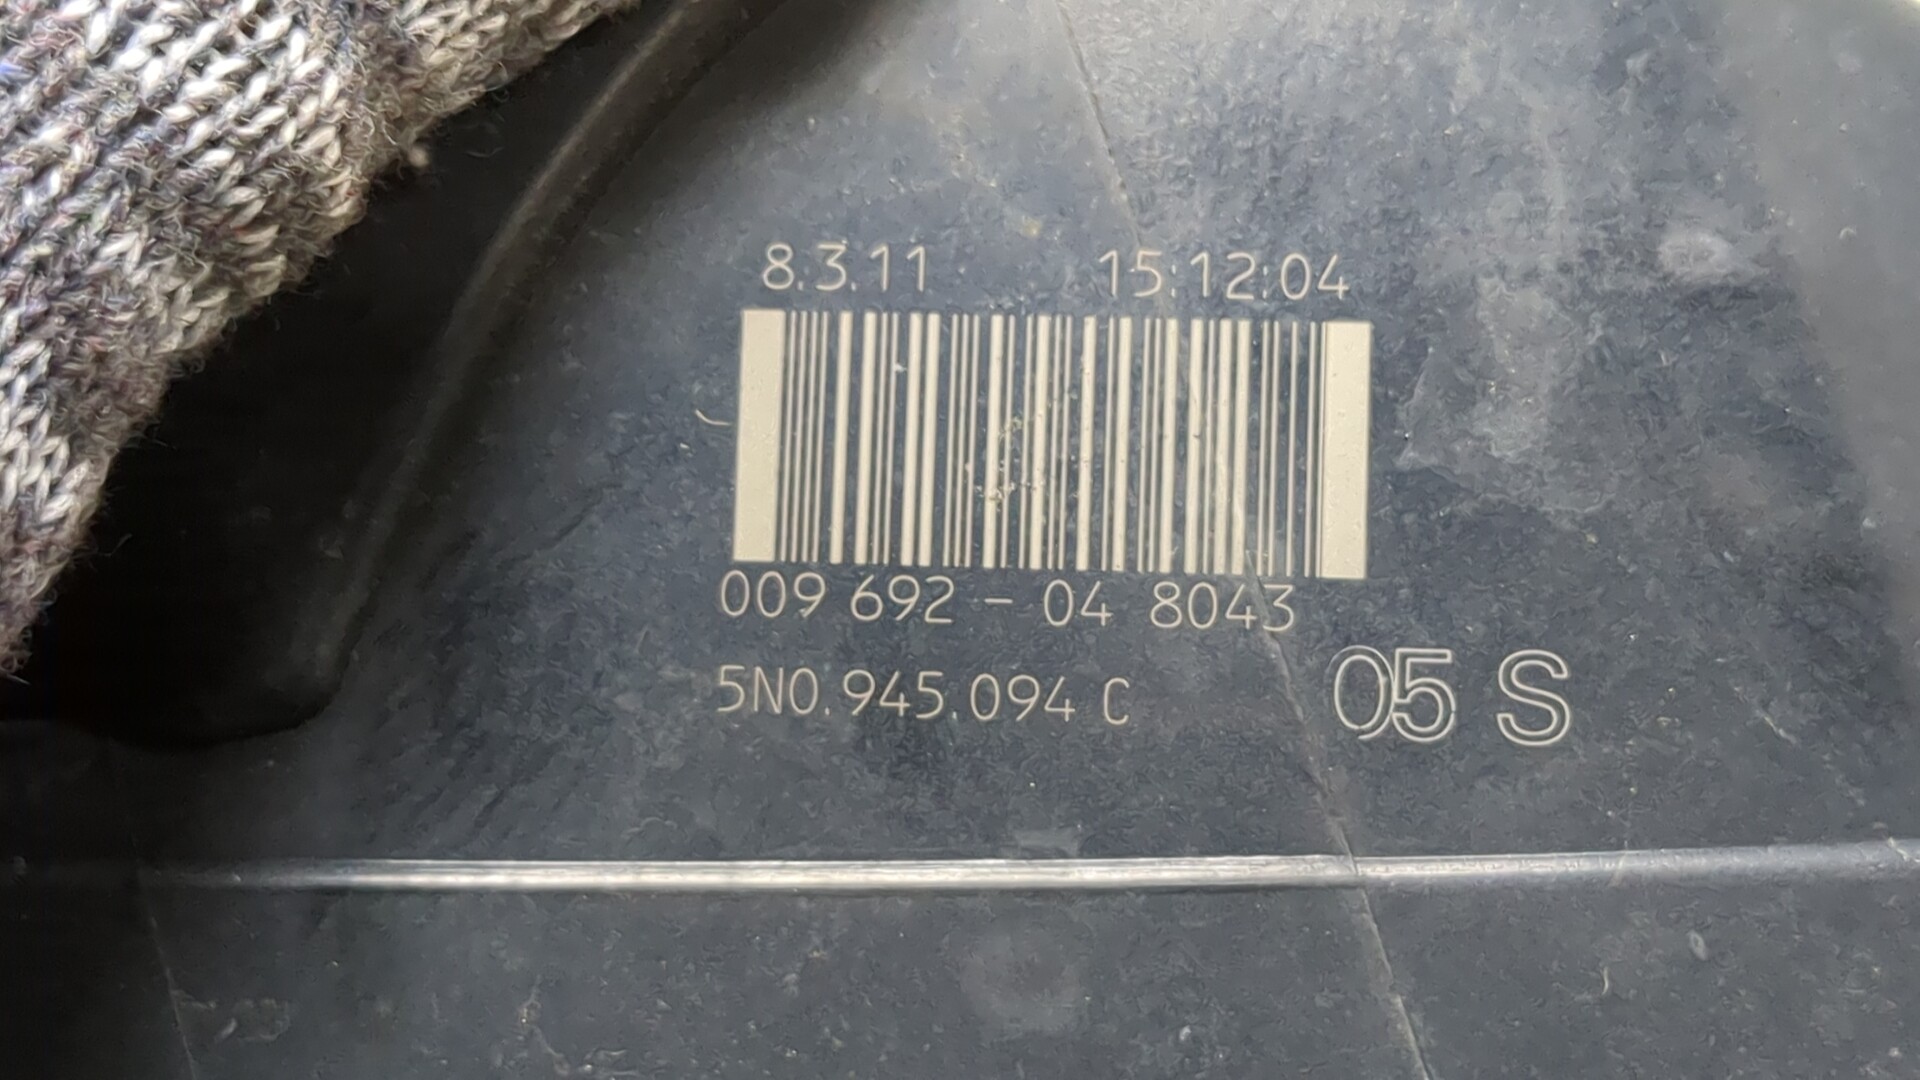 8.3.11 15:12:04
009 692 - 04 8043
5N0.945.094 C
05 S